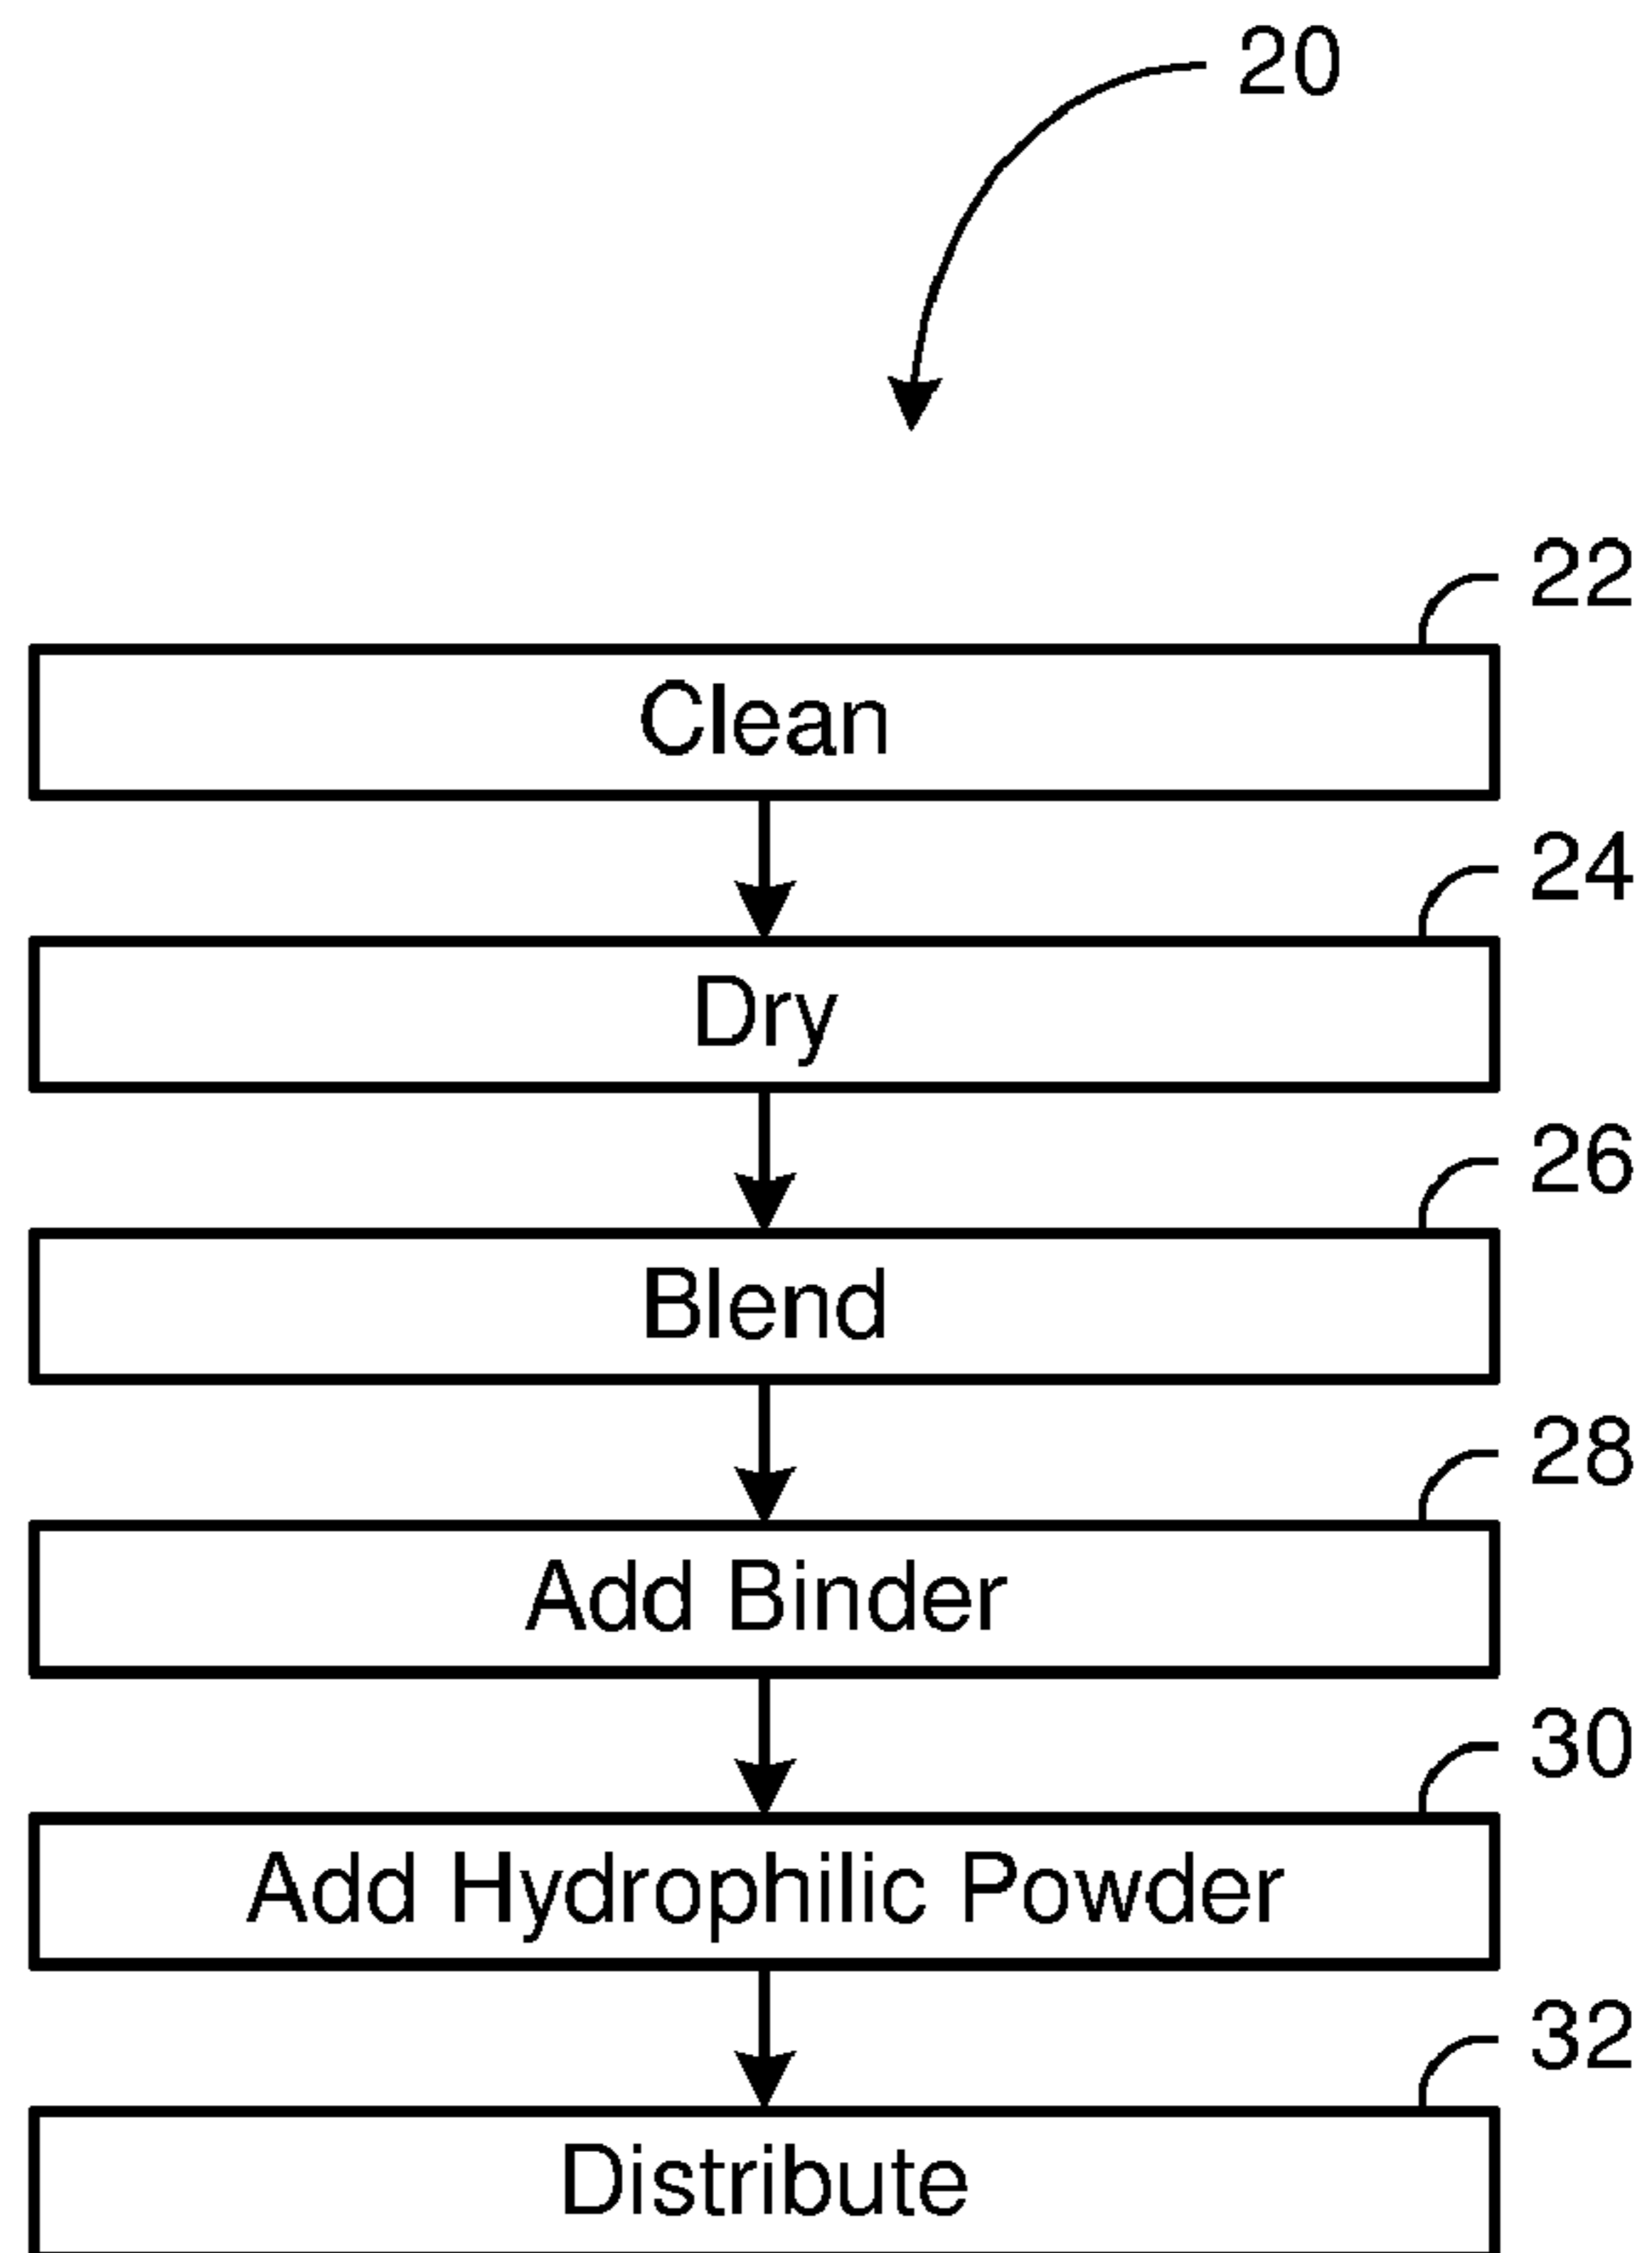 20
22
Clean
24
Dry
26
Blend
28
Add Binder
30
Add Hydrophilic Powder
32
Distribute